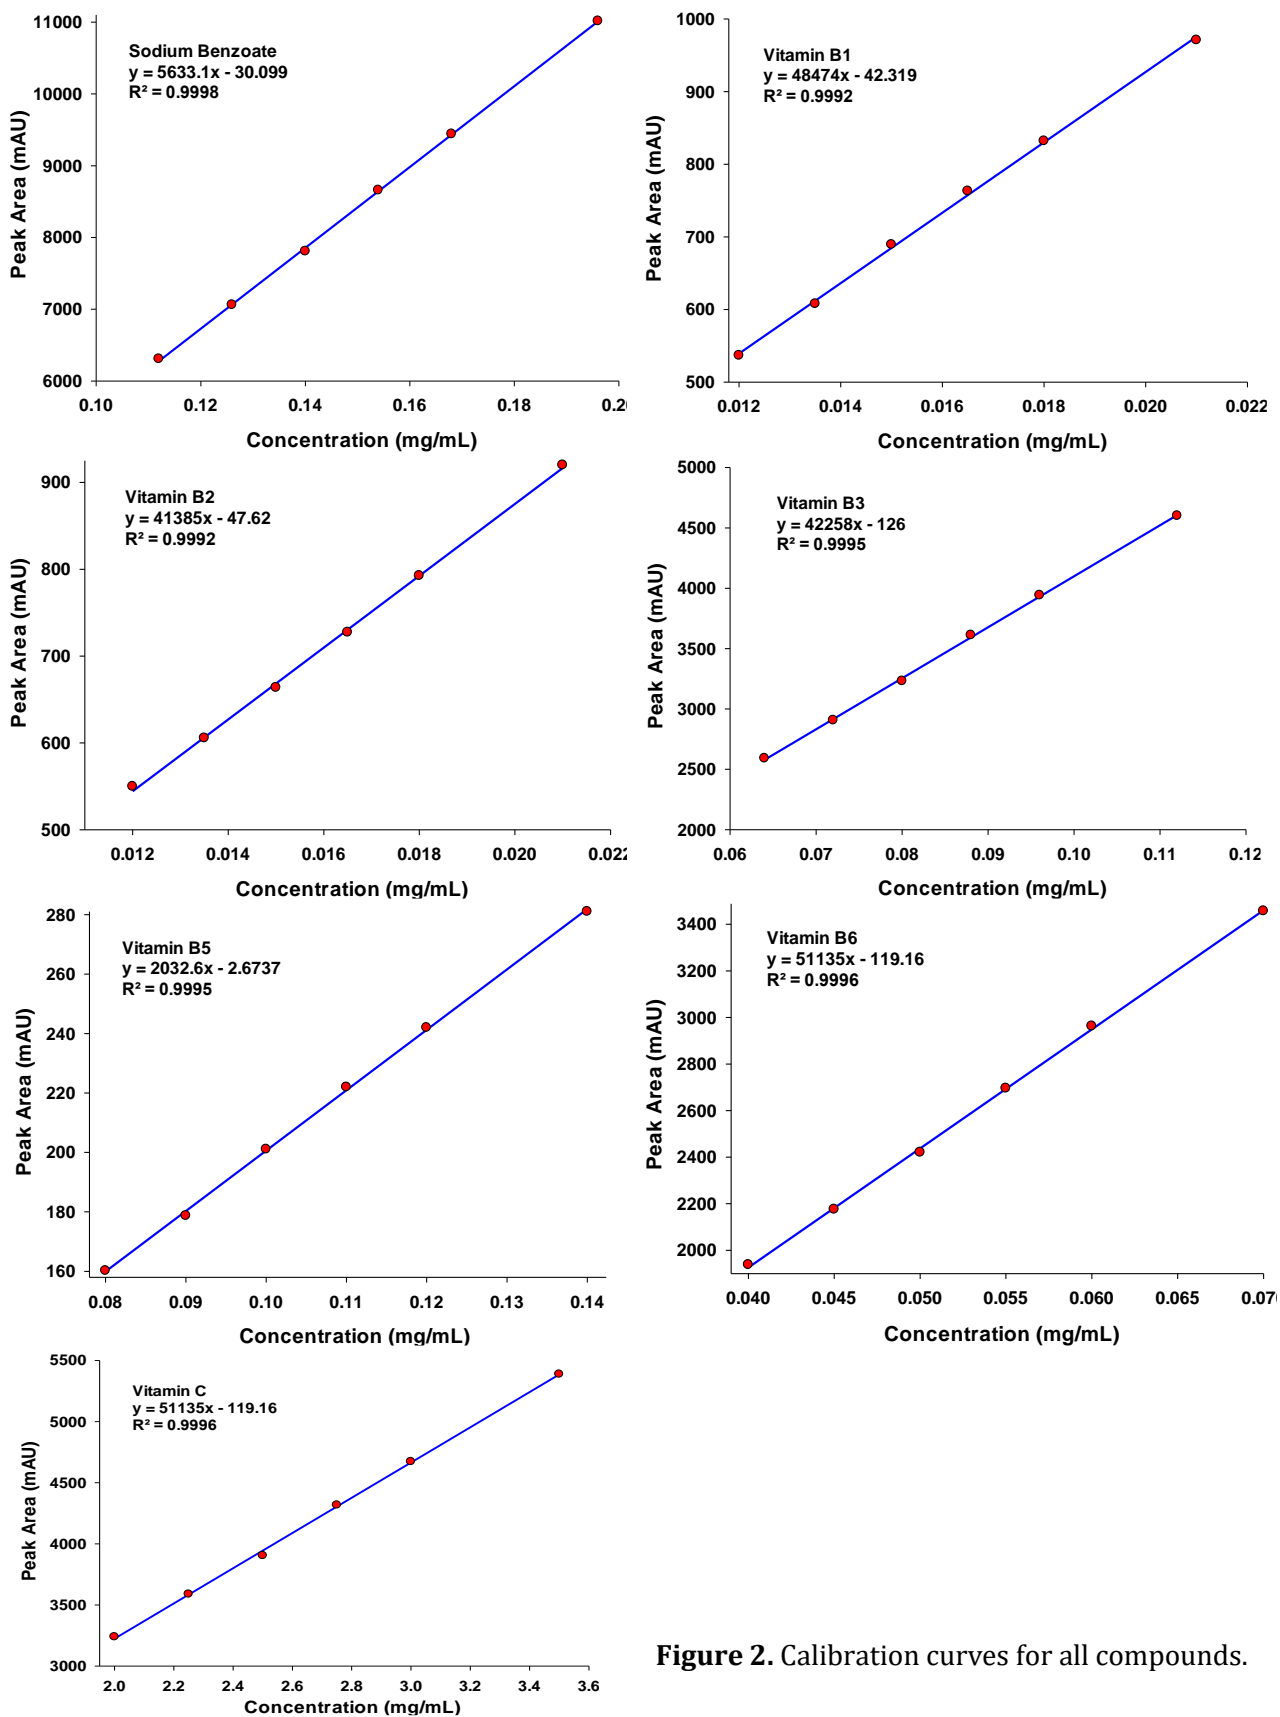 11000
10000
9000
8000
7000
6000
Peak Area (mAU)
Sodium Benzoate
y = 5633.1x - 30.099
R² = 0.9998
0.10 0.12 0.14 0.16 0.18 0.20
Concentration (mg/mL)
1000
900
800
700
600
500
Peak Area (mAU)
Vitamin B1
y = 48474x - 42.319
R² = 0.9992
0.012 0.014 0.016 0.018 0.020 0.022
Concentration (mg/mL)
900
800
700
600
500
Peak Area (mAU)
Vitamin B2
y = 41385x - 47.62
R² = 0.9992
0.012 0.014 0.016 0.018 0.020 0.022
Concentration (mg/mL)
5000
4500
4000
3500
3000
2500
2000
Peak Area (mAU)
Vitamin B3
y = 42258x - 126
R² = 0.9995
0.06 0.07 0.08 0.09 0.10 0.11 0.12
Concentration (mg/mL)
280
260
240
220
200
180
160
Peak Area (mAU)
Vitamin B5
y = 2032.6x - 2.6737
R² = 0.9995
0.08 0.09 0.10 0.11 0.12 0.13 0.14
Concentration (mg/mL)
3400
3200
3000
2800
2600
2400
2200
2000
Peak Area (mAU)
Vitamin B6
y = 51135x - 119.16
R² = 0.9996
0.040 0.045 0.050 0.055 0.060 0.065 0.070
Concentration (mg/mL)
5500
5000
4500
4000
3500
3000
Peak Area (mAU)
Vitamin C
y = 51135x - 119.16
R² = 0.9996
2.0 2.2 2.4 2.6 2.8 3.0 3.2 3.4 3.6
Concentration (mg/mL)
Figure 2. Calibration curves for all compounds.